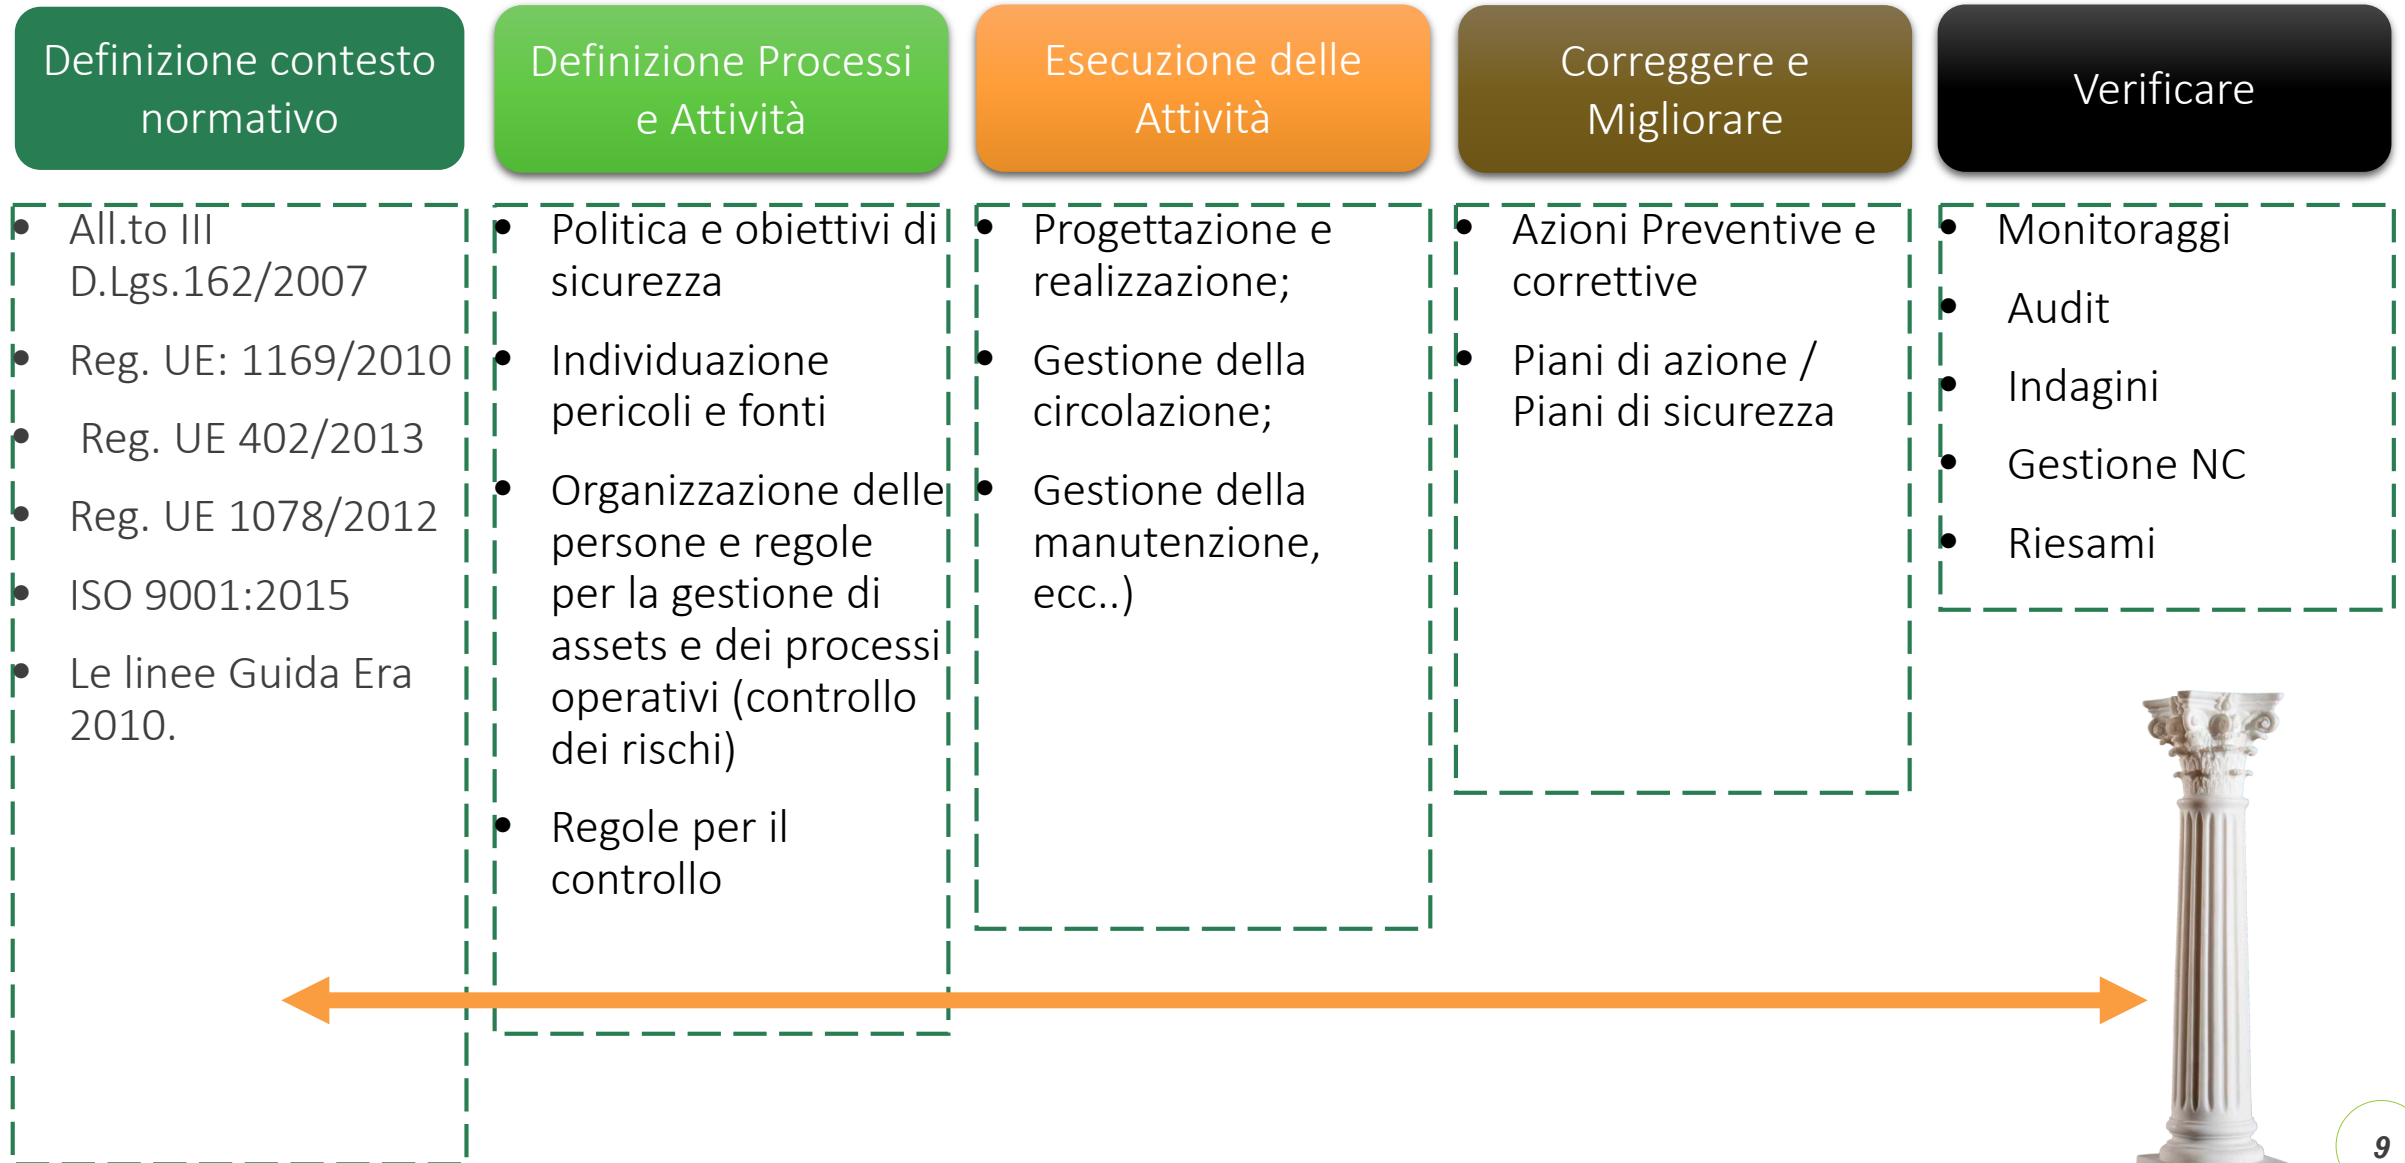 Definizione contesto
normativo
Definizione Processi
e Attività
Esecuzione delle
Attività
Correggere e
Migliorare
Verificare
• All.to III
D.Lgs.162/2007
• Reg. UE: 1169/2010
• Reg. UE 402/2013
• Reg. UE 1078/2012
• ISO 9001:2015
• Le linee Guida Era
2010.
• Politica e obiettivi di
sicurezza
• Individuazione
pericoli e fonti
• Organizzazione delle
persone e regole
per la gestione di
assets e dei processi
operativi (controllo
dei rischi)
• Regole per il
controllo
• Progettazione e
realizzazione;
• Gestione della
circolazione;
• Gestione della
manutenzione,
ecc..)
• Azioni Preventive e
correttive
• Piani di azione /
Piani di sicurezza
• Monitoraggi
• Audit
• Indagini
• Gestione NC
• Riesami
9